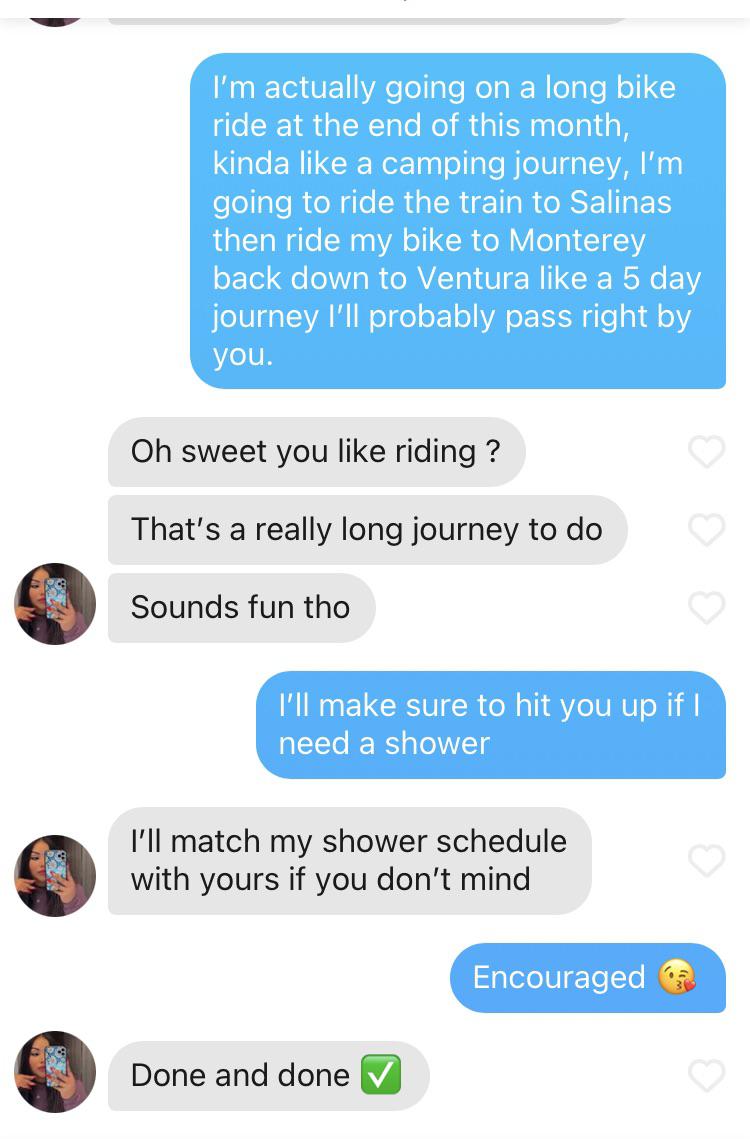 I'm actually going on a long bike
ride at the end of this month,
kinda like a camping journey, I'm
going to ride the train to Salinas
then ride my bike to Monterey
back down to Ventura like a 5 day
journey I'll probably pass right by
you.
Oh sweet you like riding ?
That's a really long journey to do
Sounds fun tho
I'll make sure to hit you up if I
need a shower
I'll match my shower schedule
with yours if you don't mind
Encouraged 😘
Done and done ✅